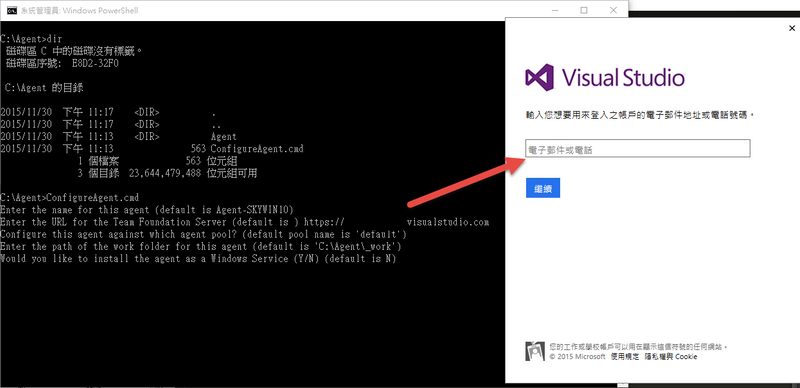 系統管理員: Windows PowerShell
C:\Agent>dir
磁碟區 C 中的磁碟沒有標籤。
磁碟區序號: E8D2-32F0
C:\Agent 的目錄
2015/11/30 下午 11:17 <DIR> .
2015/11/30 下午 11:17 <DIR> ..
2015/11/30 下午 11:13 <DIR> Agent
2015/11/30 下午 11:13 563 ConfigureAgent.cmd
1 個檔案 563 位元組
3 個目錄 23,644,479,488 位元組可用
C:\Agent>ConfigureAgent.cmd
Enter the name for this agent (default is Agent-SKYWIN10)
Enter the URL for the Team Foundation Server (default is ) https:// visualstudio.com
Configure this agent against which agent pool? (default pool name is 'default')
Enter the path of the work folder for this agent (default is 'C:\Agent\_work')
Would you like to install the agent as a Windows Service (Y/N) (default is N)
Visual Studio
輸入您想要用來登入之帳戶的電子郵件地址或電話號碼。
電子郵件或電話
繼續
您的工作或學校帳戶可以用在顯示這個符號的任何網站。
© 2015 Microsoft 使用規定 隱私權與 Cookie